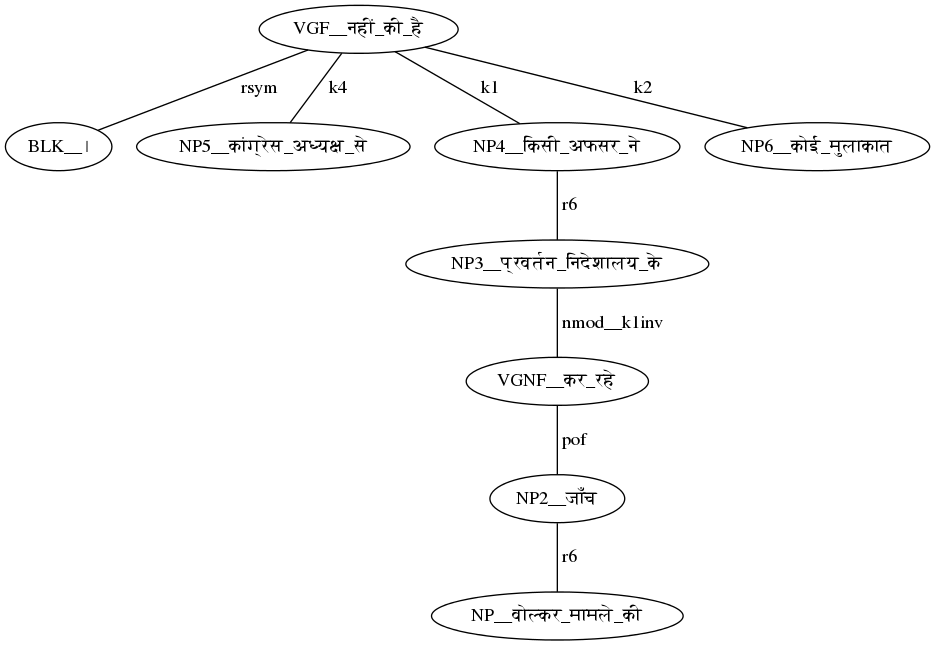 VGF__नहीं_की_है
rsym k4 k1 k2
BLK__। NP5__कांग्रेस_अध्यक्ष_से NP4__किसी_अफसर_ने NP6__कोई_मुलाकात
r6
NP3__प्रवर्तन_निदेशालय_के
nmod__k1inv
VGNF__कर_रहे
pof
NP2__जाँच
r6
NP__वोल्कर_मामले_की